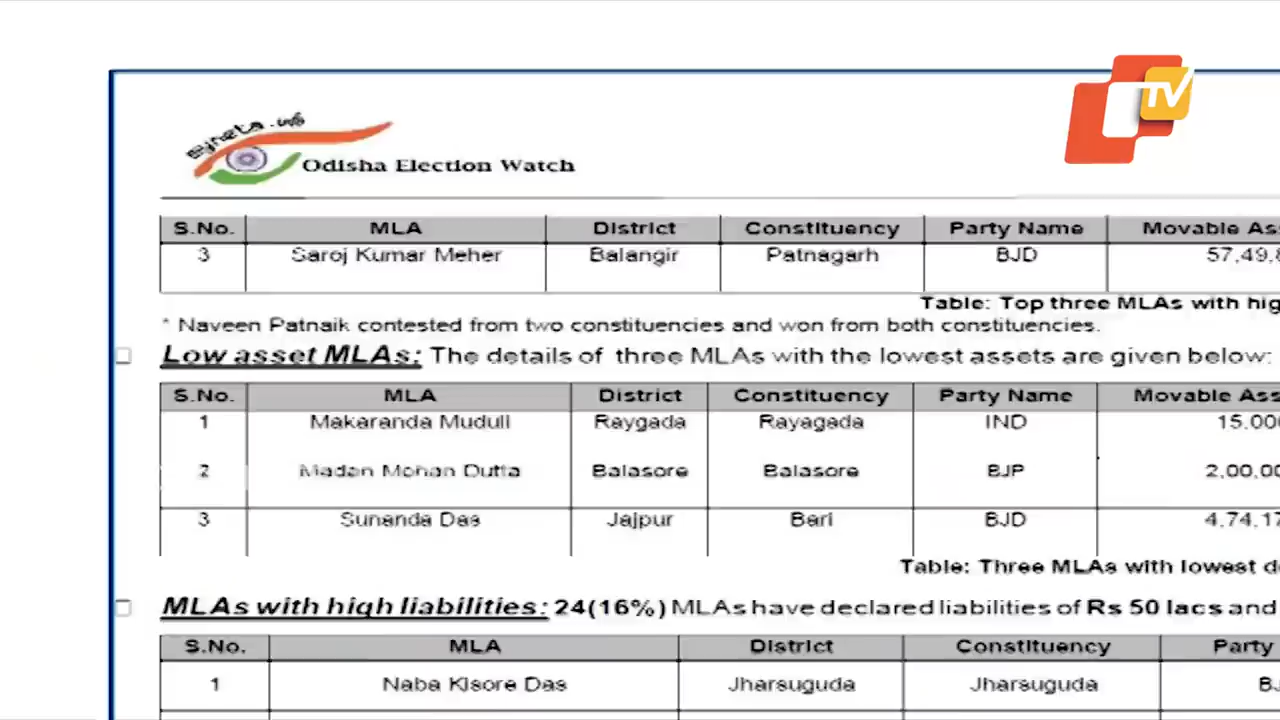 TV
Odisha Election Watch
S.No. MLA District Constituency Party Name Movable Ass
3 Saroj Kumar Meher Balangir Patnagarh BJD 57,49,8
Table: Top three MLAs with hig
* Naveen Patnaik contested from two constituencies and won from both constituencies.
Low asset MLAs: The details of three MLAs with the lowest assets are given below:
S.No. MLA District Constituency Party Name Movable Ass
1 Makaranda Muduli Raygada Rayagada IND 15,000
2 Madan Mohan Dutta Balasore Balasore BJP 2,00,00
3 Sunanda Das Jajpur Bari BJD 4,74,17
Table: Three MLAs with lowest de
MLAs with high liabilities: 24(16%) MLAs have declared liabilities of Rs 50 lacs and
S.No. MLA District Constituency Party
1 Naba Kisore Das Jharsuguda Jharsuguda BJ